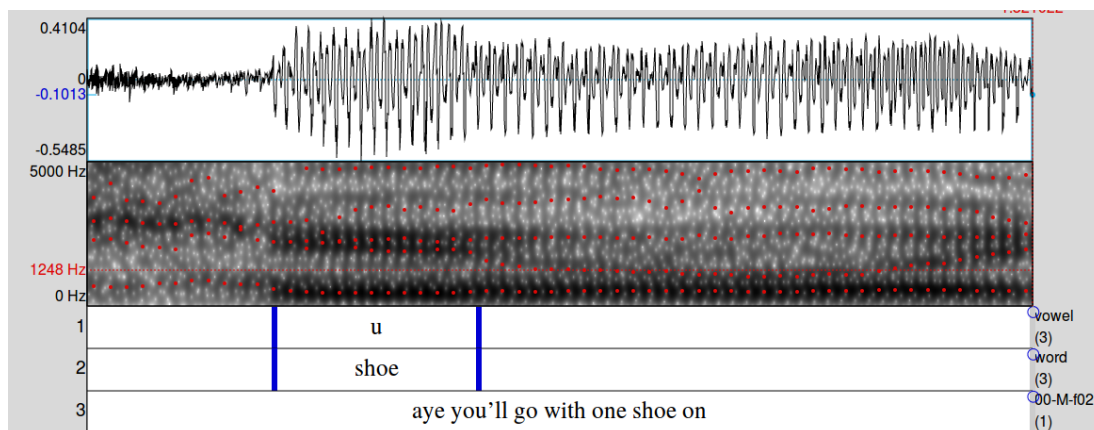 0.4104
0
-0.1013
-0.5485
5000 Hz
1248 Hz
0 Hz
1 u vowel (3)
2 shoe word (3)
3 aye you'll go with one shoe on 00-M-f02 (1)